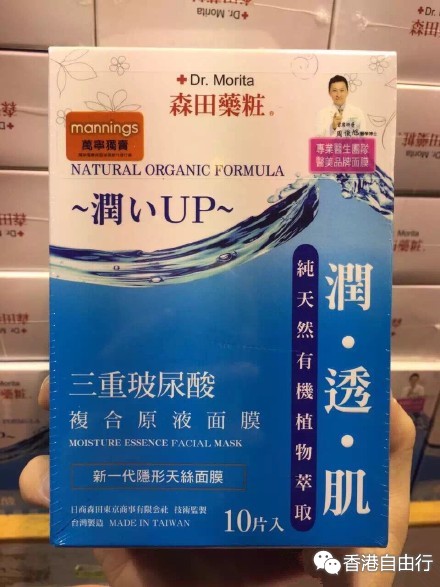 Dr. Morita
森田藥粧®
mannings
萬寧獨賣
專業醫生團隊
醫美品牌面膜
NATURAL ORGANIC FORMULA
~潤いUP~
潤・透・肌
純天然有機植物萃取
三重玻尿酸
複合原液面膜
MOISTURE ESSENCE FACIAL MASK
新一代隱形天絲面膜
日商森田東京商事有限会社 技術監製
台灣製造 MADE IN TAIWAN
10片入
香港自由行